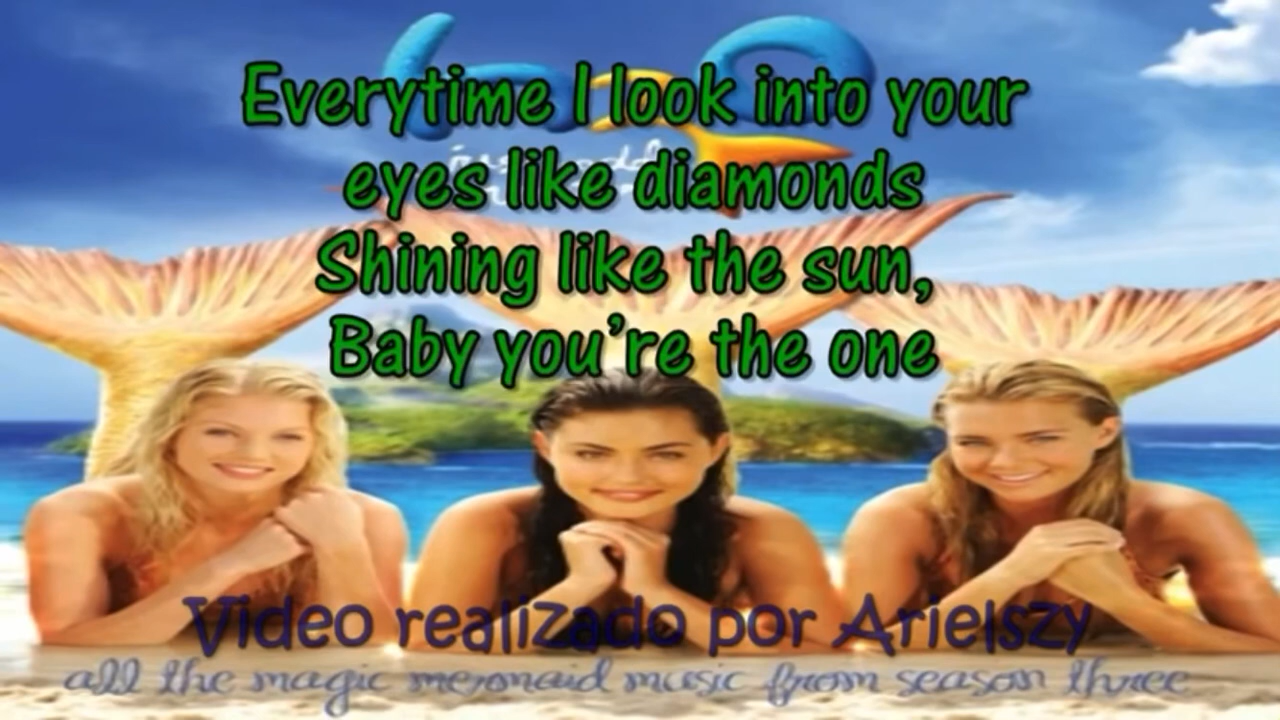 H2O
Everytime I look into your
eyes like diamonds
Shining like the sun,
Baby you're the one
Video realizado por Arielszy
all the magic mermaid music from season three